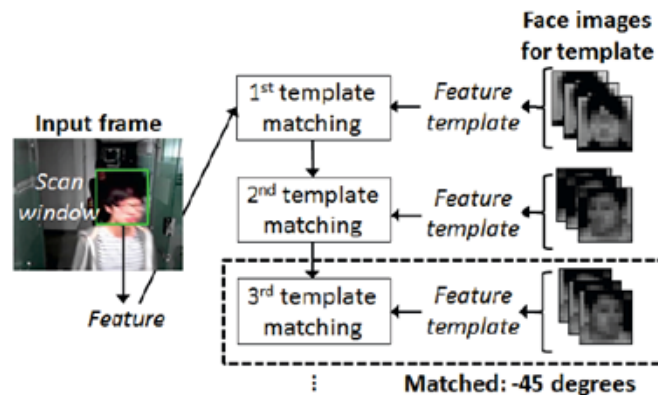 Face images
for template
Input frame
Scan
window
Feature
1st template
matching
Feature
template
2nd template
matching
Feature
template
3rd template
matching
Feature
template
⋮
Matched: -45 degrees